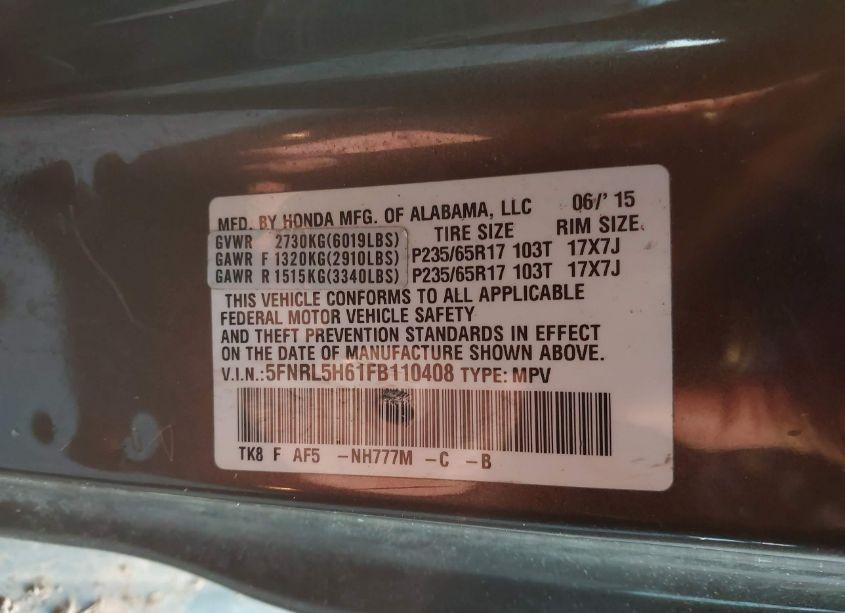 MFD. BY HONDA MFG. OF ALABAMA, LLC 06/' 15
TIRE SIZE RIM SIZE
GVWR 2730KG(6019LBS)
GAWR F 1320KG(2910LBS) P235/65R17 103T 17X7J
GAWR R 1515KG(3340LBS) P235/65R17 103T 17X7J
THIS VEHICLE CONFORMS TO ALL APPLICABLE
FEDERAL MOTOR VEHICLE SAFETY
AND THEFT PREVENTION STANDARDS IN EFFECT
ON THE DATE OF MANUFACTURE SHOWN ABOVE.
V.I.N.:5FNRL5H61FB110408 TYPE: MPV
TK8 F AF5 -NH777M -C -B